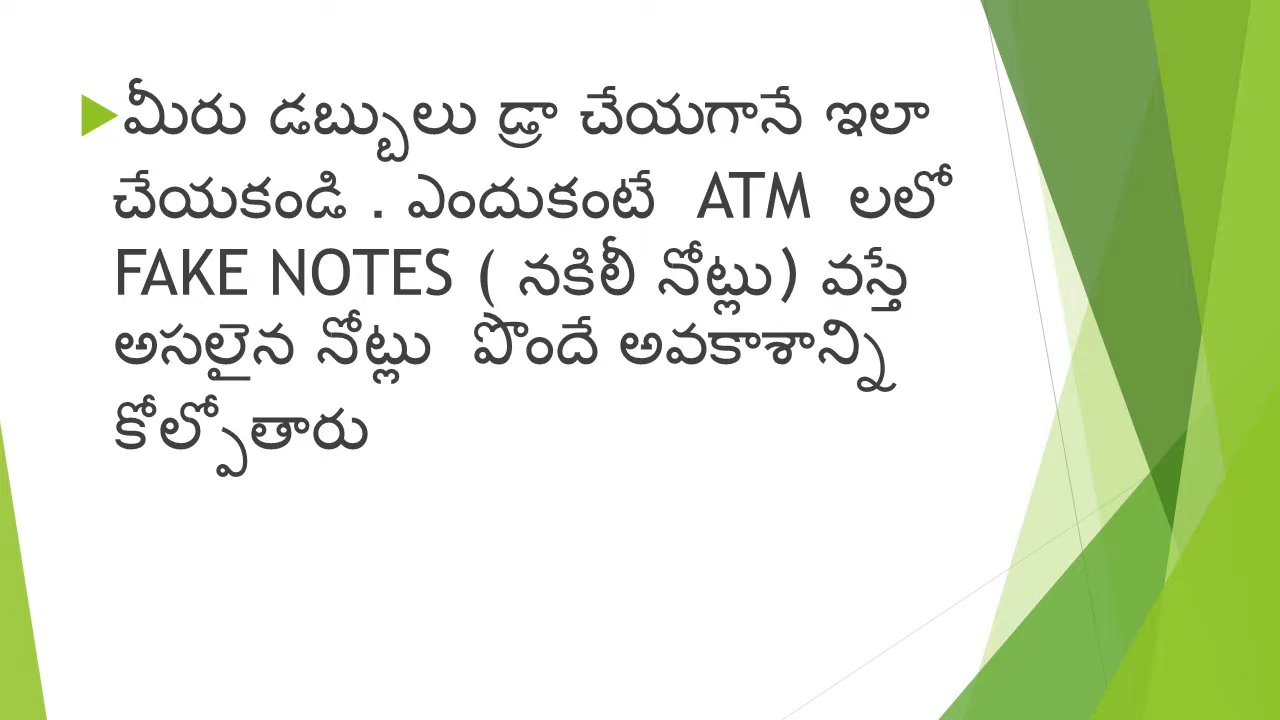 మీరు డబ్బులు డ్రా చేయగానే ఇలా
చేయకండి . ఎందుకంటే ATM లలో
FAKE NOTES ( నకిలీ నోట్లు) వస్తే
అసలైన నోట్లు పొందే అవకాశాన్ని
కోల్పోతారు